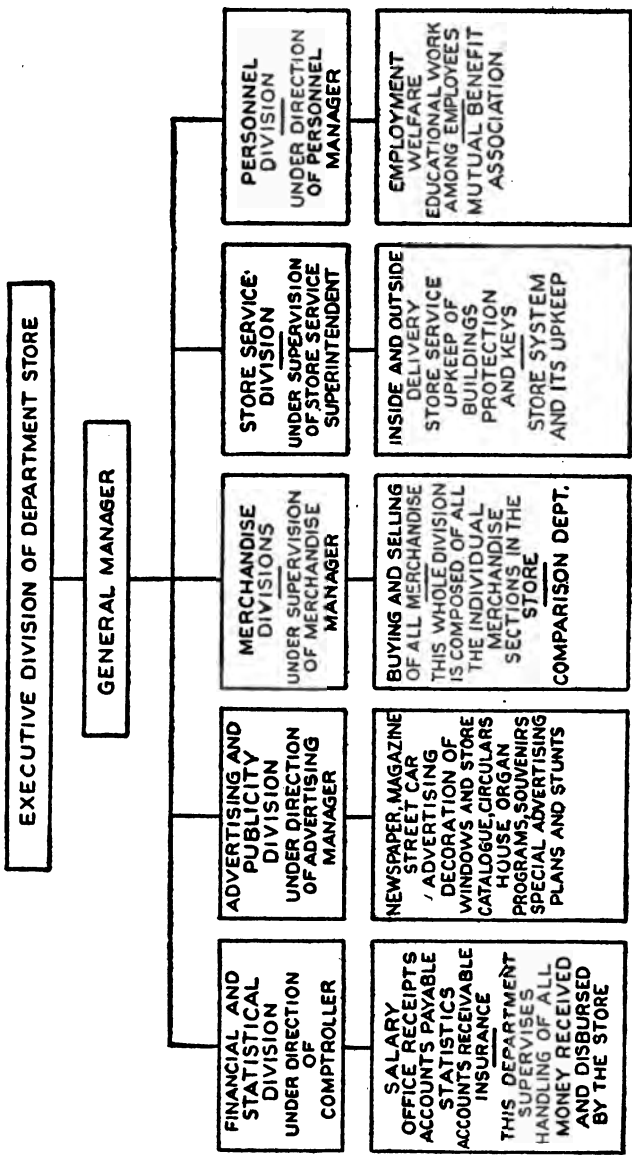 EXECUTIVE DIVISION OF DEPARTMENT STORE
GENERAL MANAGER
FINANCIAL AND
STATISTICAL
DIVISION
UNDER DIRECTION
OF
COMPTROLLER
ADVERTISING AND
PUBLICITY
DIVISION
UNDER DIRECTION
OF ADVERTISING
MANAGER
MERCHANDISE
DIVISIONS
UNDER SUPERVISION
OF MERCHANDISE
MANAGER
STORE SERVICE
DIVISION
UNDER SUPERVISION
OF STORE SERVICE
SUPERINTENDENT
PERSONNEL
DIVISION
UNDER DIRECTION
OF PERSONNEL
MANAGER
SALARY
OFFICE RECEIPTS
ACCOUNTS PAYABLE
STATISTICS
ACCOUNTS RECEIVABLE
INSURANCE
THIS DEPARTMENT
SUPERVISES
HANDLING OF ALL
MONEY RECEIVED
AND DISBURSED
BY THE STORE
NEWSPAPER, MAGAZINE
STREET CAR
ADVERTISING
DECORATION OF
WINDOWS AND STORE
CATALOGUE, CIRCULARS
HOUSE, ORGAN
PROGRAMS, SOUVENIRS
SPECIAL ADVERTISING
PLANS AND STUNTS
BUYING AND SELLING
OF ALL MERCHANDISE
THIS WHOLE DIVISION
IS COMPOSED OF ALL
THE INDIVIDUAL
MERCHANDISE
SECTIONS IN THE
STORE
COMPARISON DEPT.
INSIDE AND OUTSIDE
DELIVERY
STORE SERVICE
UPKEEP OF
BUILDINGS
PROTECTION
AND KEYS
STORE SYSTEM
AND ITS UPKEEP
EMPLOYMENT
WELFARE
EDUCATIONAL WORK
AMONG EMPLOYEES
MUTUAL BENEFIT
ASSOCIATION